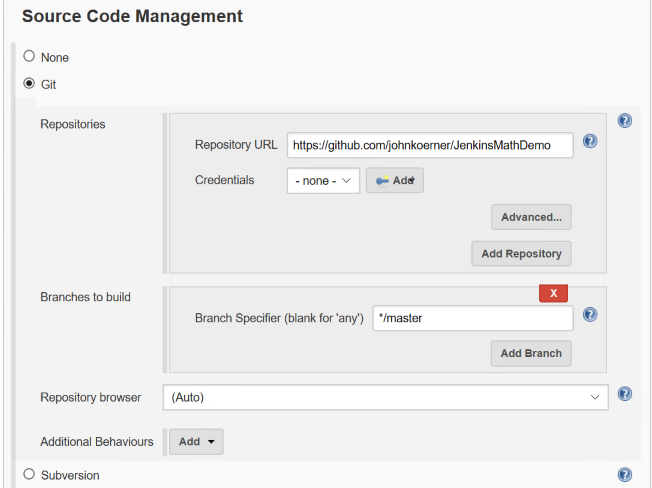 Source Code Management
None
Git
Repositories
Repository URL https://github.com/johnkoerner/JenkinsMathDemo
Credentials - none - Add
Advanced...
Add Repository
X
Branches to build
Branch Specifier (blank for 'any') */master
Add Branch
Repository browser (Auto)
Additional Behaviours Add
Subversion